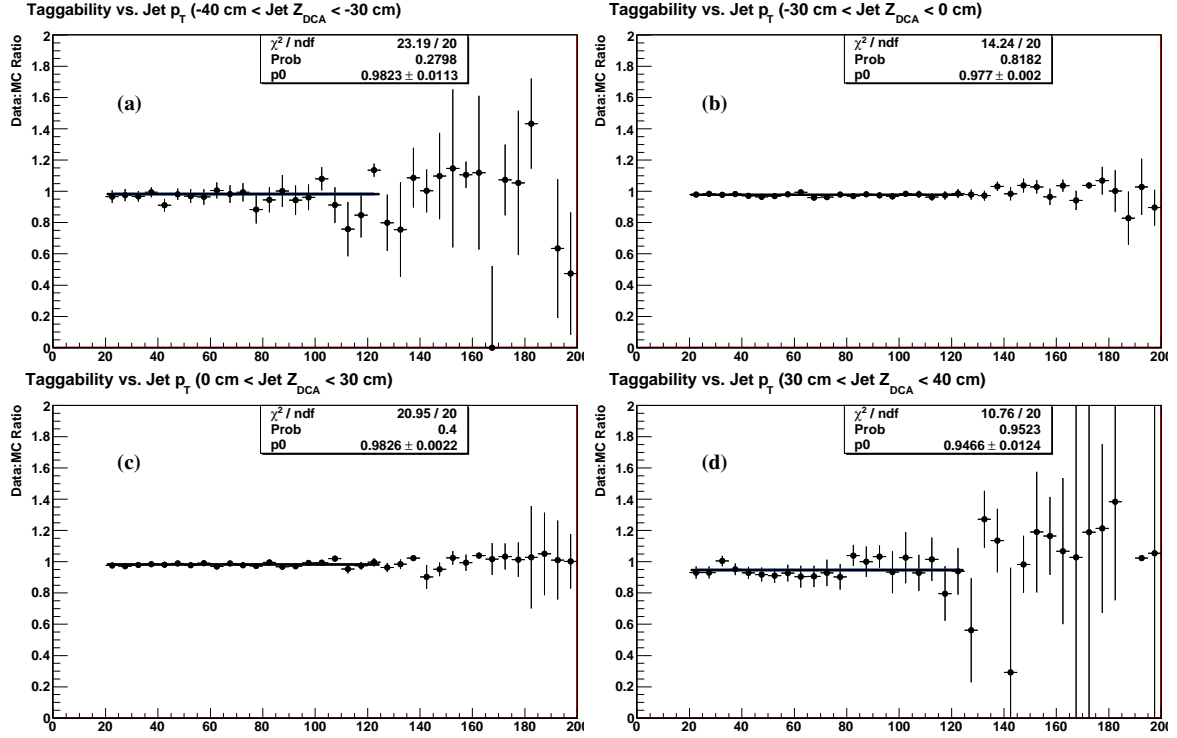 Taggability vs. Jet p_T (-40 cm < Jet Z_DCA < -30 cm)
χ² / ndf 23.19 / 20
Prob 0.2798
p0 0.9823 ± 0.0113
(a)
Data:MC Ratio
2
1.8
1.6
1.4
1.2
1
0.8
0.6
0.4
0.2
0
0 20 40 60 80 100 120 140 160 180 200
Taggability vs. Jet p_T (-30 cm < Jet Z_DCA < 0 cm)
χ² / ndf 14.24 / 20
Prob 0.8182
p0 0.977 ± 0.002
(b)
Data:MC Ratio
2
1.8
1.6
1.4
1.2
1
0.8
0.6
0.4
0.2
0
0 20 40 60 80 100 120 140 160 180 200
Taggability vs. Jet p_T (0 cm < Jet Z_DCA < 30 cm)
χ² / ndf 20.95 / 20
Prob 0.4
p0 0.9826 ± 0.0022
(c)
Data:MC Ratio
2
1.8
1.6
1.4
1.2
1
0.8
0.6
0.4
0.2
0
0 20 40 60 80 100 120 140 160 180 200
Taggability vs. Jet p_T (30 cm < Jet Z_DCA < 40 cm)
χ² / ndf 10.76 / 20
Prob 0.9523
p0 0.9466 ± 0.0124
(d)
Data:MC Ratio
2
1.8
1.6
1.4
1.2
1
0.8
0.6
0.4
0.2
0
0 20 40 60 80 100 120 140 160 180 200